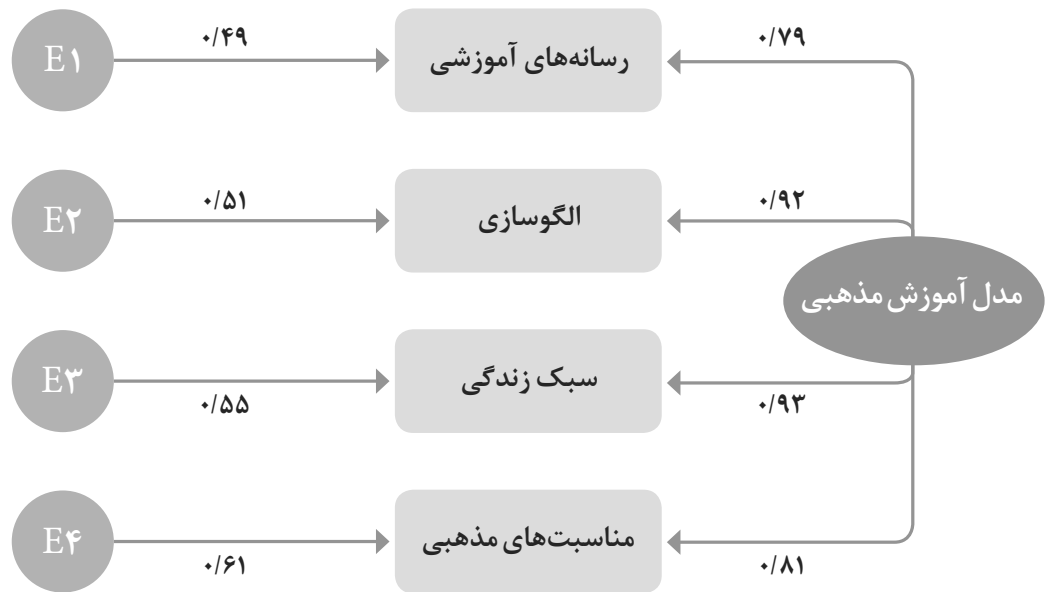 مدل آموزش مذهبی
۰/۷۹
رسانه‌های آموزشی
۰/۴۹
E۱
۰/۹۲
الگوسازی
۰/۵۱
E۲
۰/۹۳
سبک زندگی
۰/۵۵
E۳
۰/۸۱
مناسبت‌های مذهبی
۰/۶۱
E۴